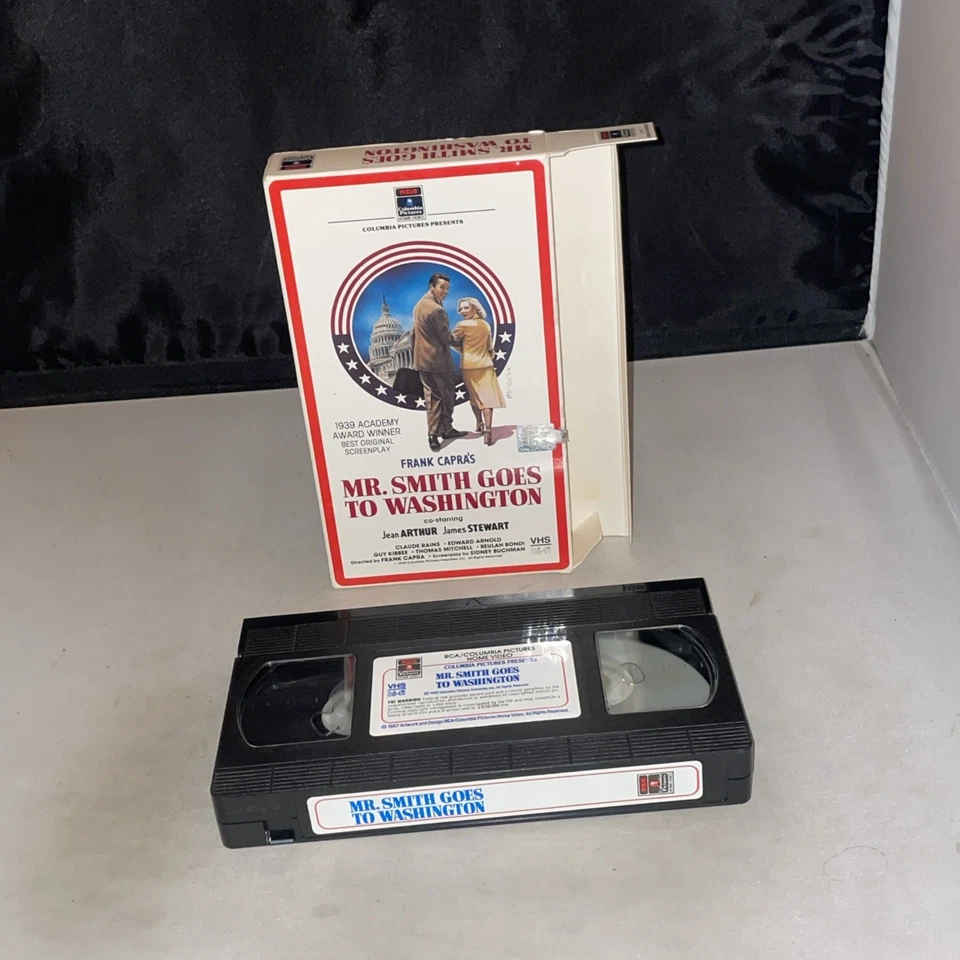 MR. SMITH GOES
TO WASHINGTON
RCA
Columbia
Pictures
HOME VIDEO
COLUMBIA PICTURES PRESENTS
1939 ACADEMY
AWARD WINNER
BEST ORIGINAL
SCREENPLAY
FRANK CAPRA'S
MR. SMITH GOES
TO WASHINGTON
co-starring
Jean ARTHUR James STEWART
CLAUDE RAINS • EDWARD ARNOLD
GUY KIBBEE • THOMAS MITCHELL • BEULAH BONDI
Directed by FRANK CAPRA • Screenplay by SIDNEY BUCHMAN
VHS
RCA/COLUMBIA PICTURES
HOME VIDEO
COLUMBIA PICTURES PRESENTS
MR. SMITH GOES
TO WASHINGTON
VHS
© 1987 Artwork and Design RCA/Columbia Pictures Home Video. All Rights Reserved.
MR. SMITH GOES
TO WASHINGTON
RCA